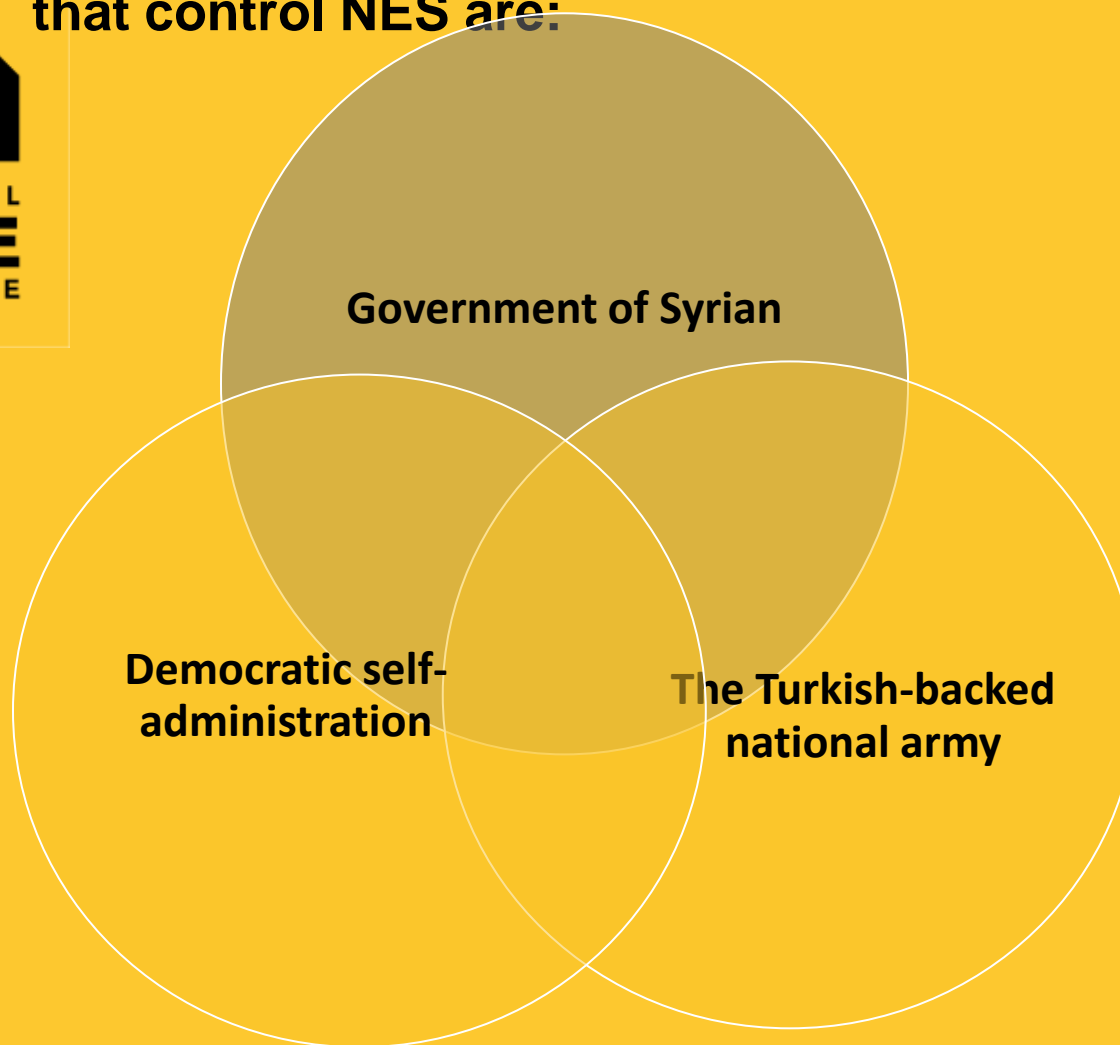 that control NES are:
L
E
Government of Syrian
Democratic self-
administration
The Turkish-backed
national army